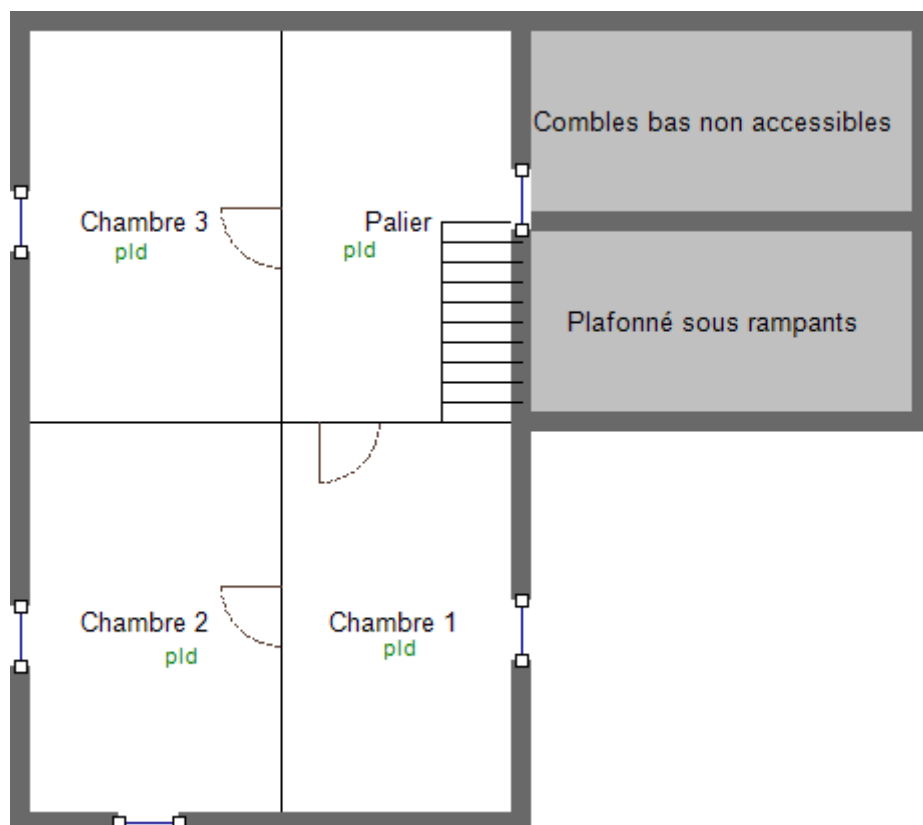 Combles bas non accessibles
Chambre 3
pld
Palier
pld
Plafonné sous rampants
Chambre 2
pld
Chambre 1
pld